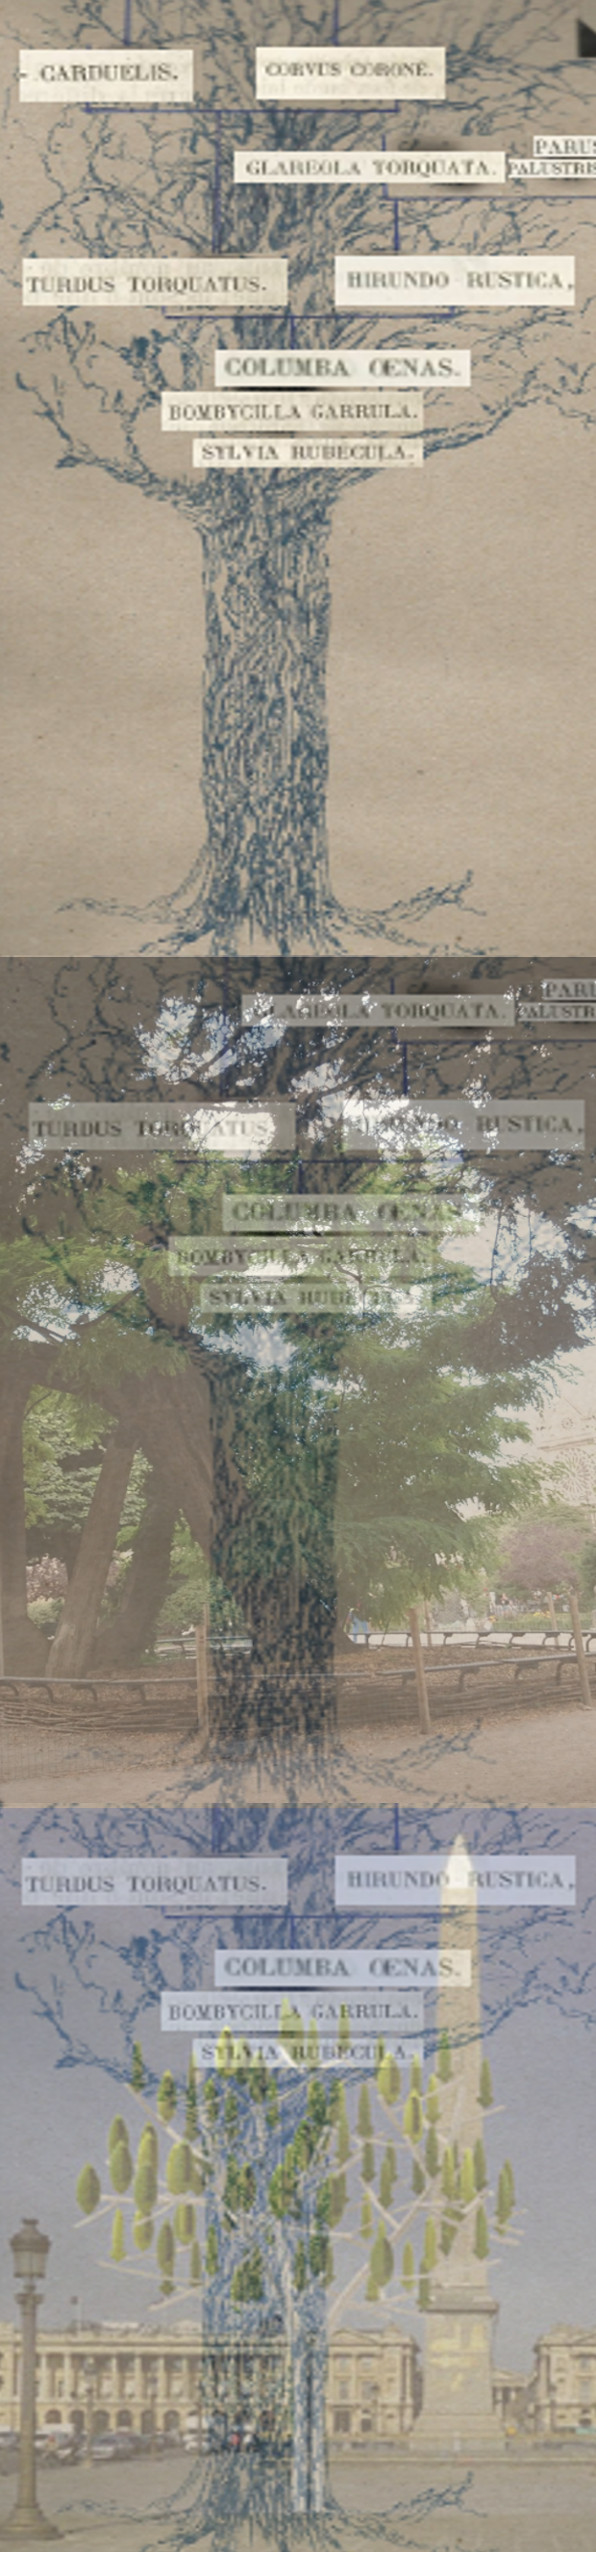 - CARDUELIS.
CORVUS CORONE.
GLAREOLA TORQUATA.
PARUS
PALUSTRIS
TURDUS TORQUATUS.
HIRUNDO RUSTICA,
COLUMBA ŒNAS.
BOMBYCILLA GARRULA.
SYLVIA RUBECULA.
GLAREOLA TORQUATA.
PARU
PALUSTR
TURDUS TORQUATUS.
HIRUNDO RUSTICA,
COLUMBA ŒNAS
BOMBYCILLA GARRULA.
SYLVIA RUBECULA.
TURDUS TORQUATUS.
HIRUNDO RUSTICA,
COLUMBA ŒNAS.
BOMBYCILLA GARRULA.
SYLVIA RUBECULA.